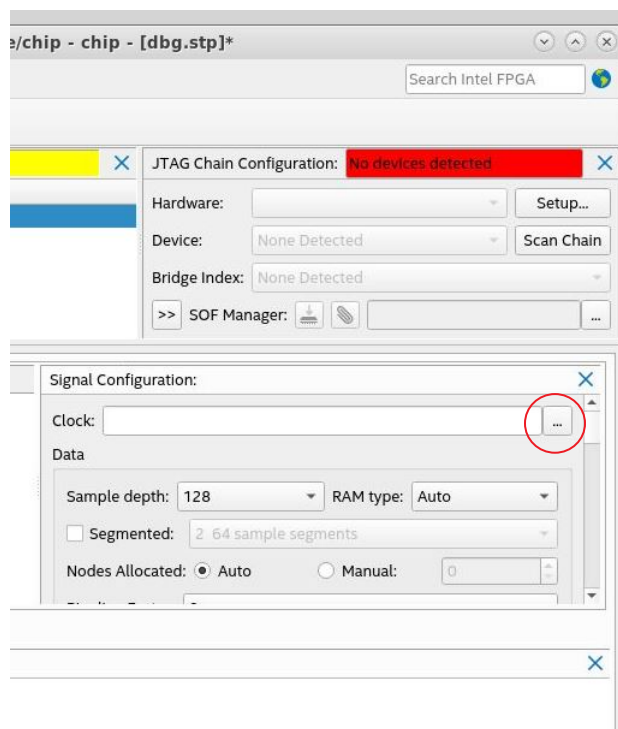 e/chip - chip - [dbg.stp]*
Search Intel FPGA
JTAG Chain Configuration: No devices detected
Hardware: Setup...
Device: None Detected Scan Chain
Bridge Index: None Detected
>> SOF Manager: ...
Signal Configuration:
Clock: ...
Data
Sample depth: 128 RAM type: Auto
Segmented: 2 64 sample segments
Nodes Allocated: Auto Manual: 0